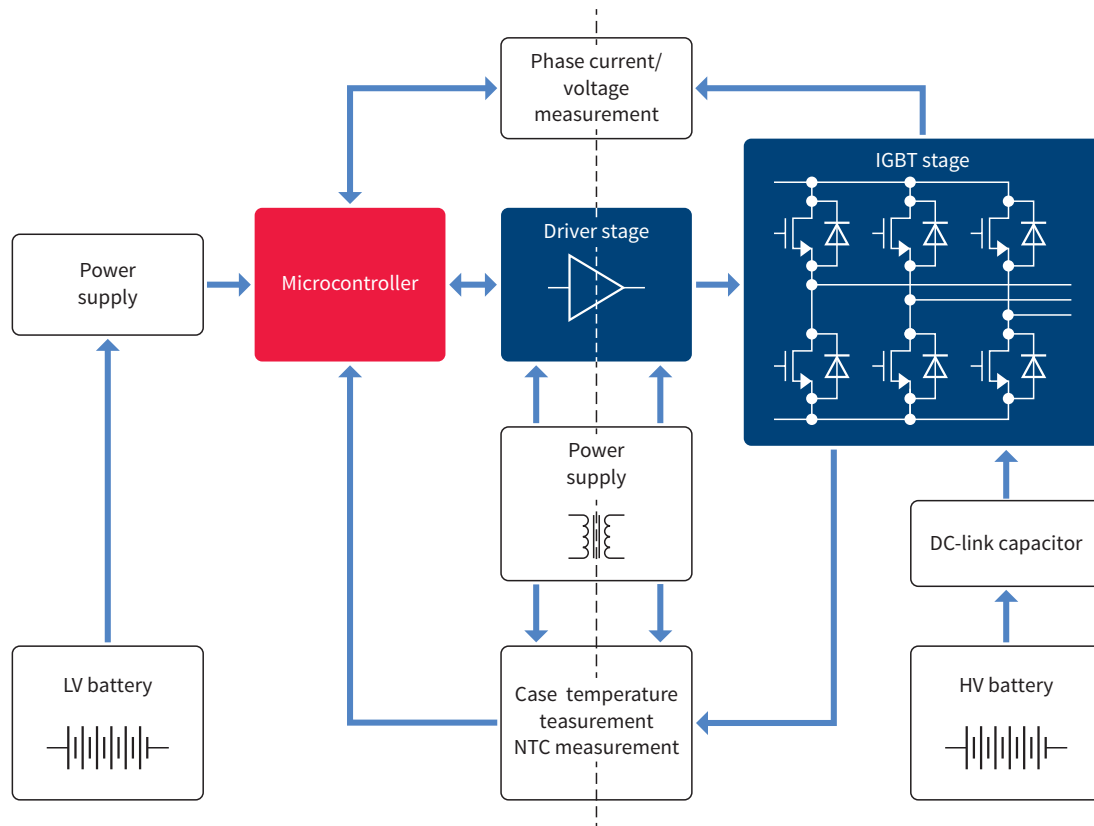 Phase current/
voltage
measurement
IGBT stage
Power
supply
Microcontroller
Driver stage
Power
supply
DC-link capacitor
LV battery
Case temperature
teasurement
NTC measurement
HV battery